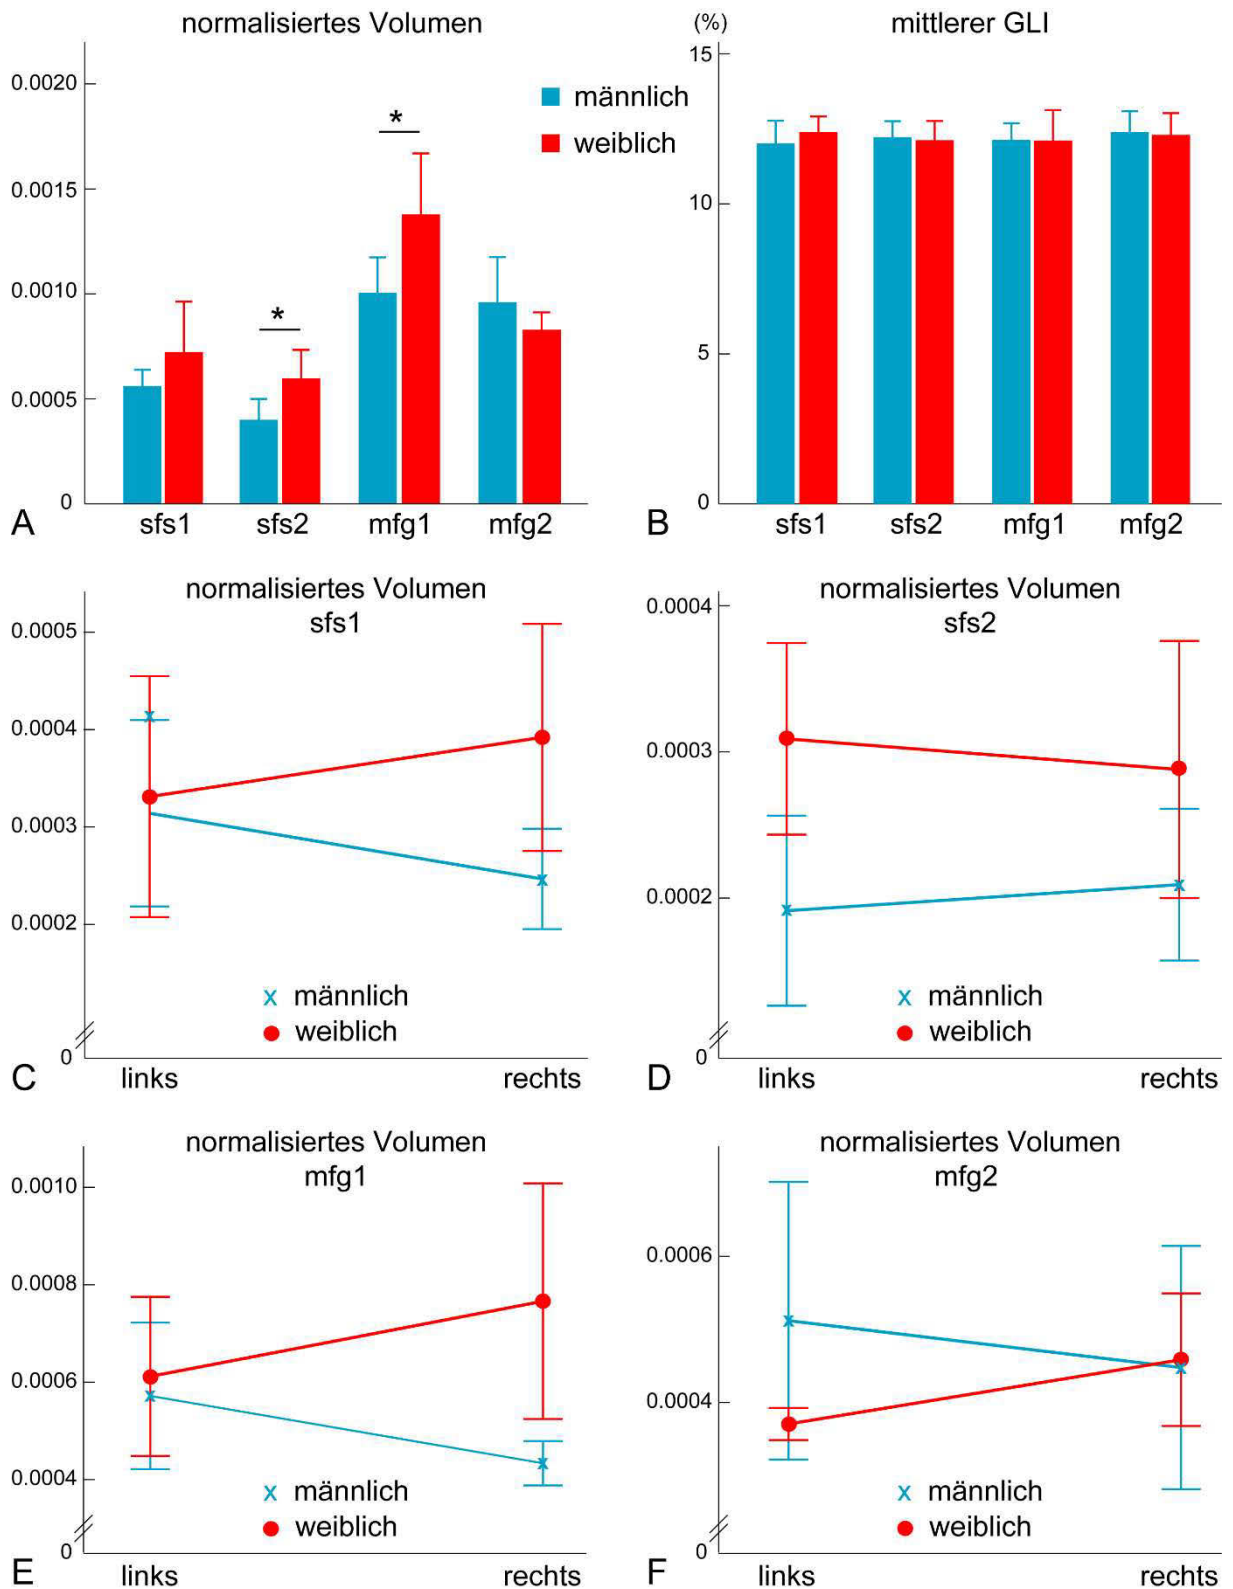 normalisiertes Volumen
0.0020
0.0015
0.0010
0.0005
0
männlich
weiblich
*
*
sfs1 sfs2 mfg1 mfg2
A
(%)
mittlerer GLI
15
10
5
0
sfs1 sfs2 mfg1 mfg2
B
normalisiertes Volumen
sfs1
0.0005
0.0004
0.0003
0.0002
0
x männlich
weiblich
links rechts
C
normalisiertes Volumen
sfs2
0.0004
0.0003
0.0002
0
x männlich
weiblich
links rechts
D
normalisiertes Volumen
mfg1
0.0010
0.0008
0.0006
0.0004
0
x männlich
weiblich
links rechts
E
normalisiertes Volumen
mfg2
0.0006
0.0004
0
x männlich
weiblich
links rechts
F